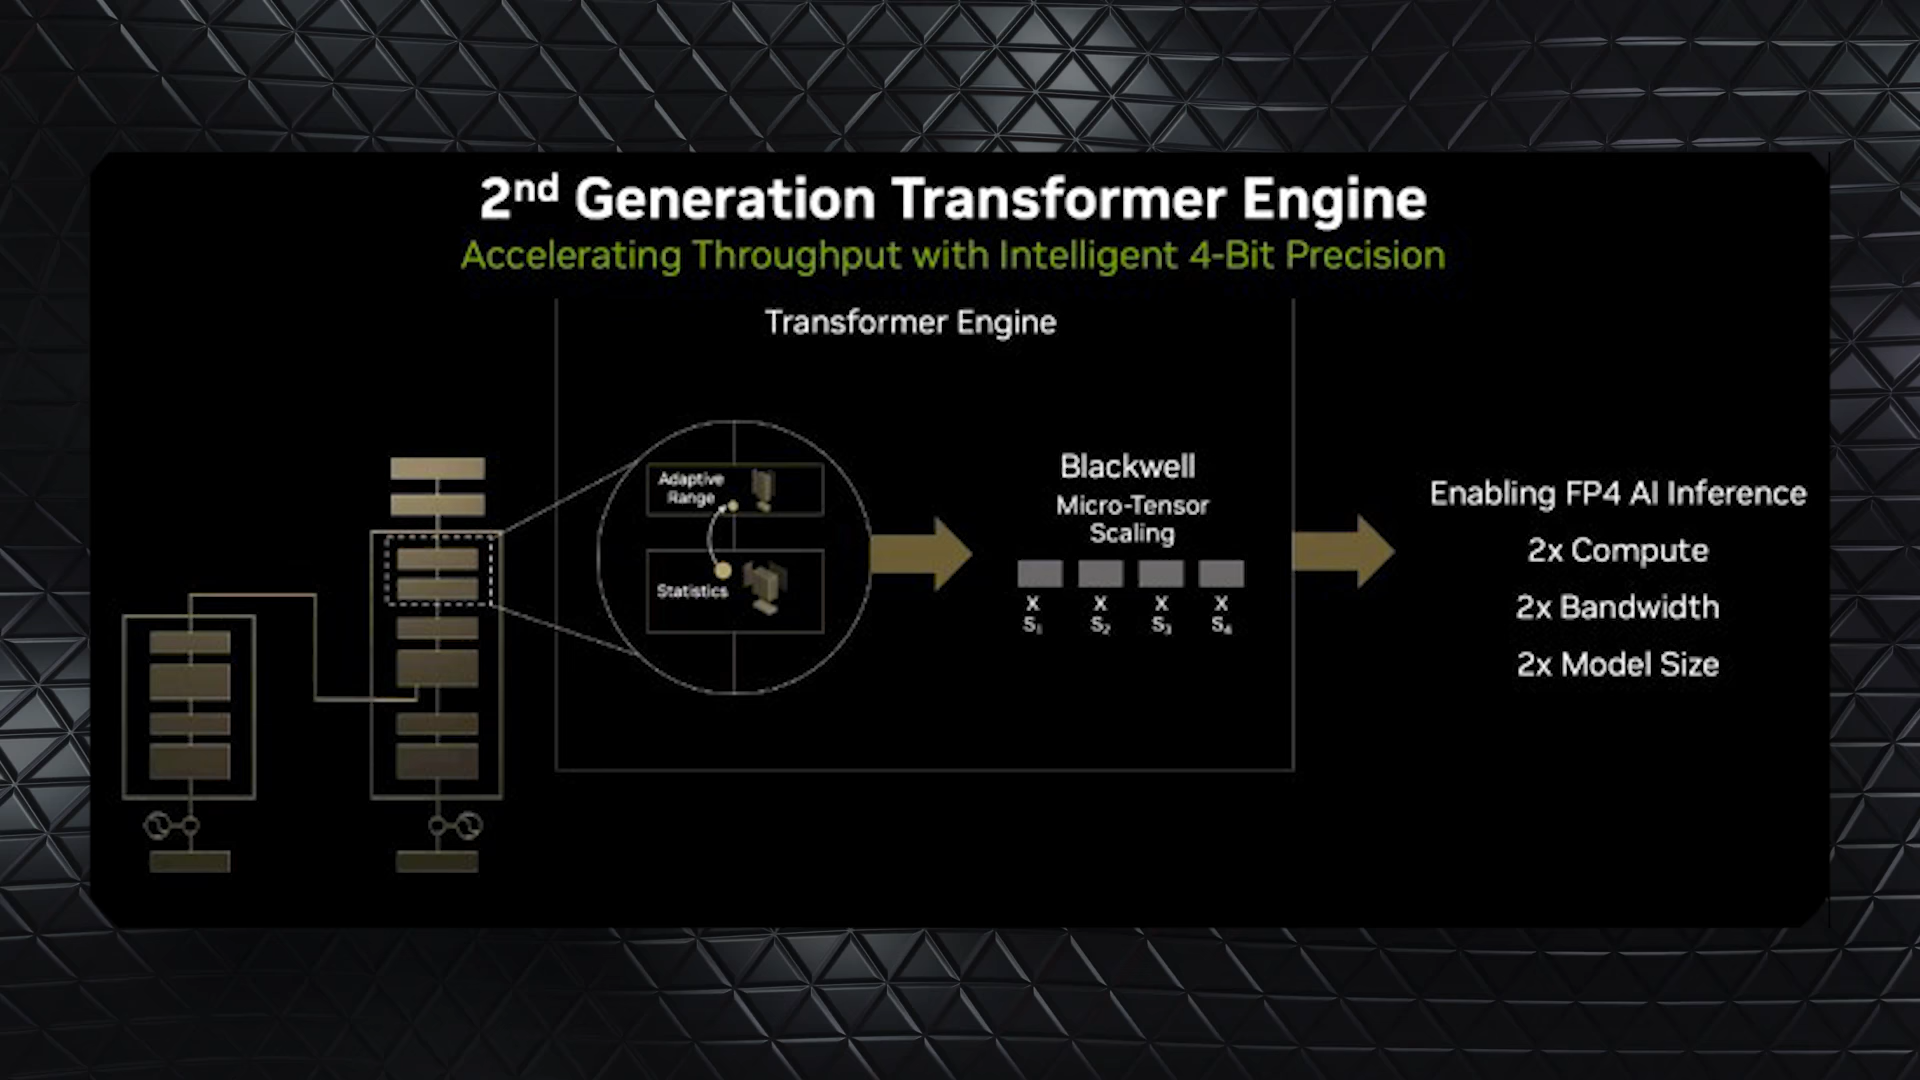 2nd Generation Transformer Engine
Accelerating Throughput with Intelligent 4-Bit Precision
Transformer Engine
Adaptive
Range
Statistics
Blackwell
Micro-Tensor
Scaling
x x x x
S₁ S₂ S₃ S₄
Enabling FP4 AI Inference
2x Compute
2x Bandwidth
2x Model Size